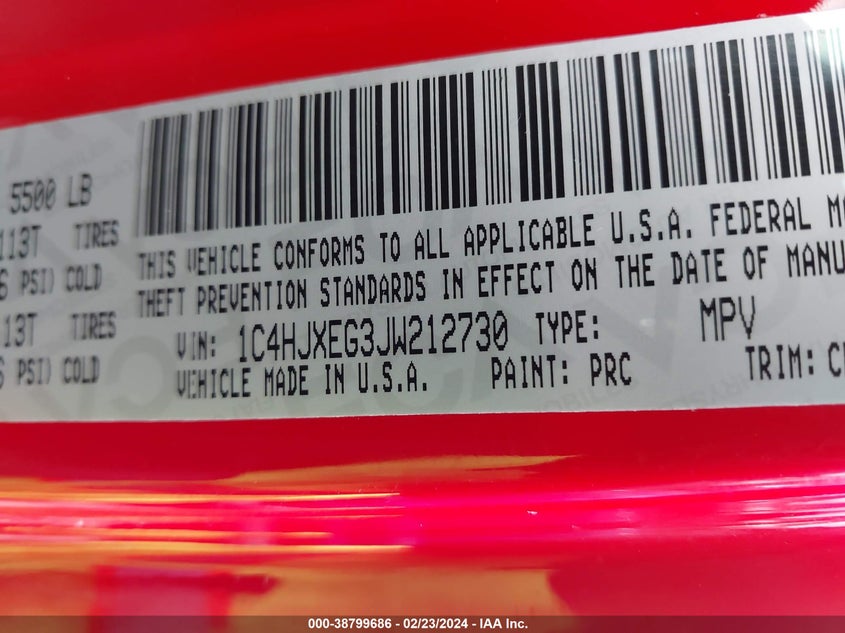 5500 LB
113T TIRES
PSI) COLD
13T TIRES
PSI) COLD
THIS VEHICLE CONFORMS TO ALL APPLICABLE U.S.A. FEDERAL MO
THEFT PREVENTION STANDARDS IN EFFECT ON THE DATE OF MANU
VIN: 1C4HJXEG3JW212730 TYPE: MPV
VEHICLE MADE IN U.S.A. PAINT: PRC TRIM:
000-38799686 - 02/23/2024 - IAA Inc.